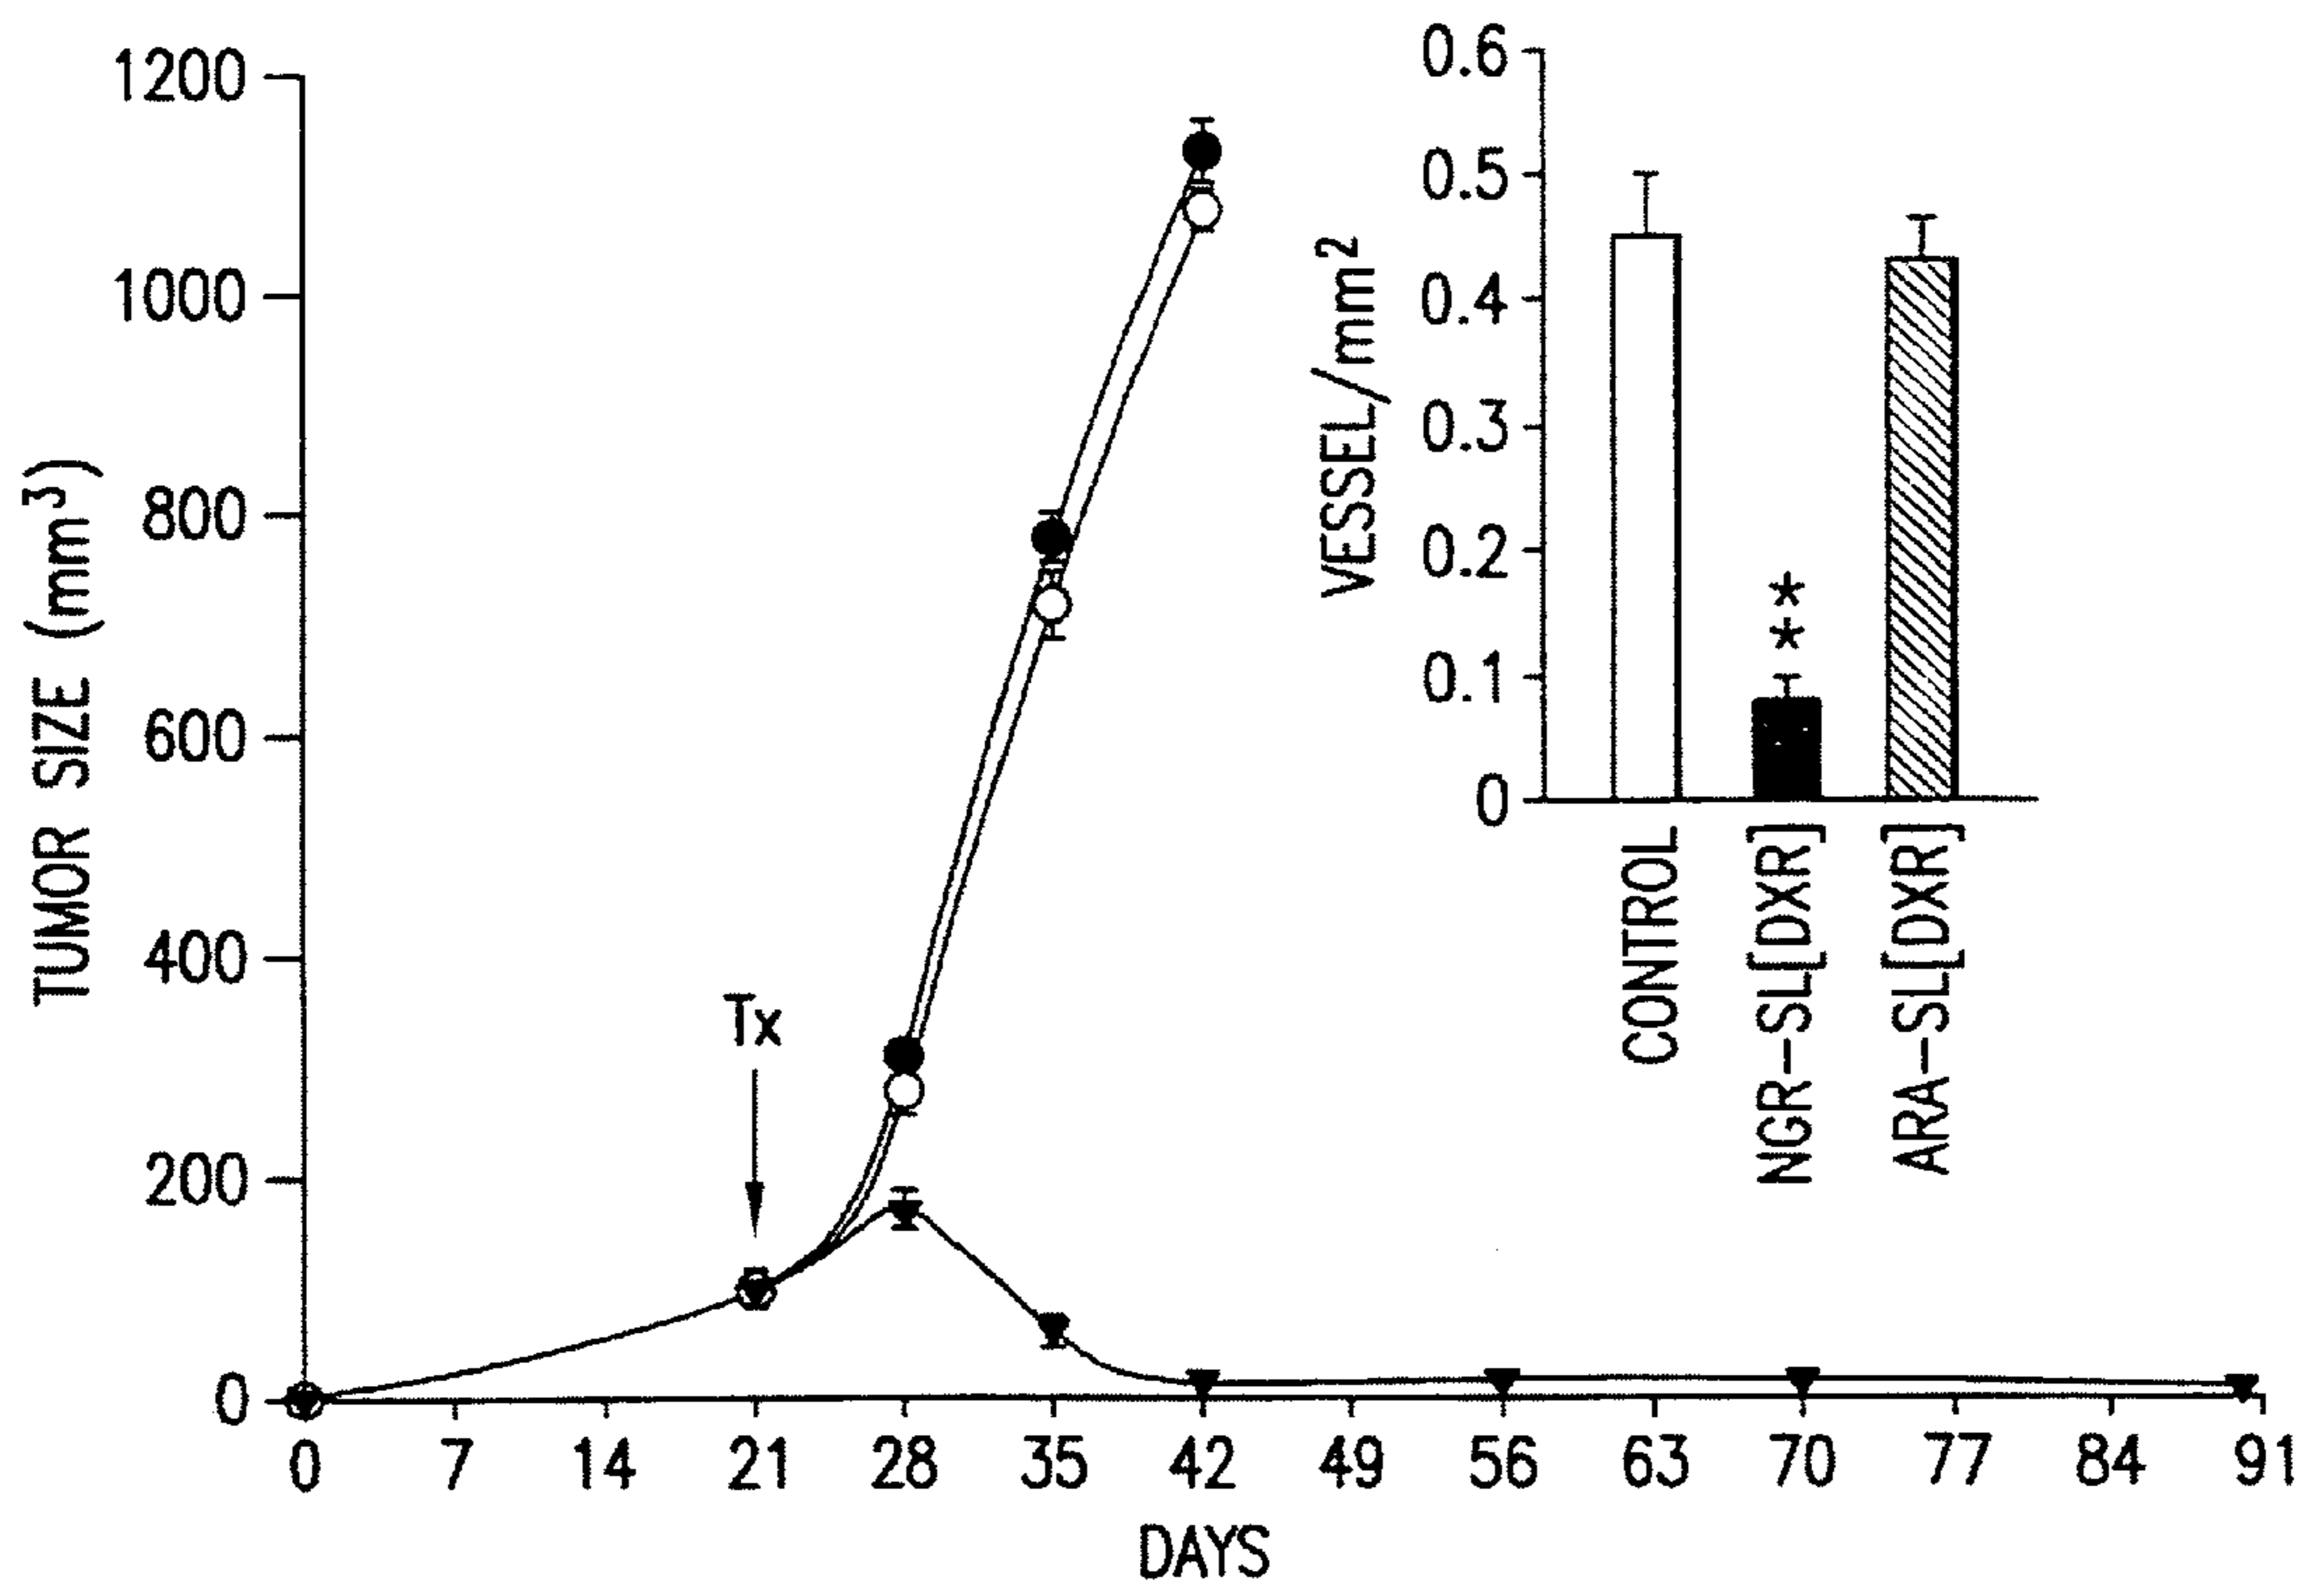 1200
1000
800
600
400
200
0
TUMOR SIZE (mm³)
Tx
0 7 14 21 28 35 42 49 56 63 70 77 84 91
DAYS
0.6
0.5
0.4
0.3
0.2
0.1
0
VESSEL/mm²
**
CONTROL
NGR-SL[DXR]
ARA-SL[DXR]